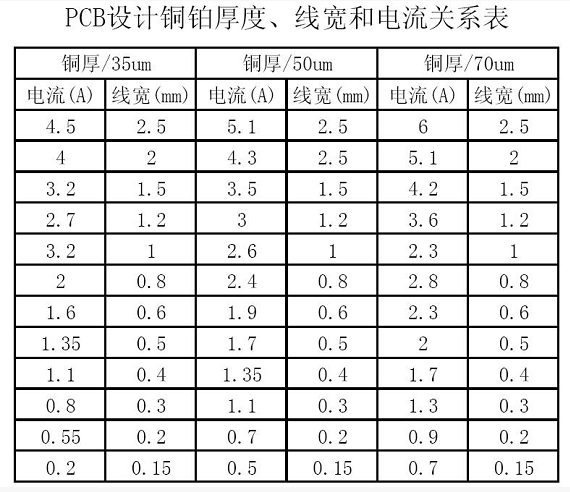 PCB设计铜铂厚度、线宽和电流关系表
铜厚/35um 铜厚/50um 铜厚/70um
电流(A) 线宽(mm) 电流(A) 线宽(mm) 电流(A) 线宽(mm)
4.5 2.5 5.1 2.5 6 2.5
4 2 4.3 2.5 5.1 2
3.2 1.5 3.5 1.5 4.2 1.5
2.7 1.2 3 1.2 3.6 1.2
3.2 1 2.6 1 2.3 1
2 0.8 2.4 0.8 2.8 0.8
1.6 0.6 1.9 0.6 2.3 0.6
1.35 0.5 1.7 0.5 2 0.5
1.1 0.4 1.35 0.4 1.7 0.4
0.8 0.3 1.1 0.3 1.3 0.3
0.55 0.2 0.7 0.2 0.9 0.2
0.2 0.15 0.5 0.15 0.7 0.15